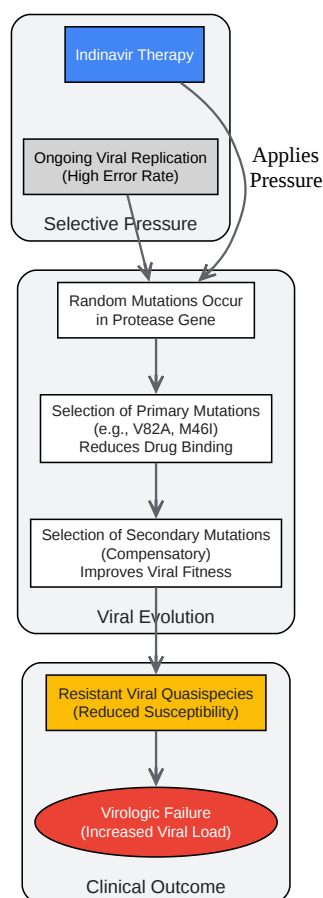 Indinavir Therapy
Ongoing Viral Replication
(High Error Rate)
Applies
Pressure
Selective Pressure
Random Mutations Occur
in Protease Gene
Selection of Primary Mutations
(e.g., V82A, M46I)
Reduces Drug Binding
Selection of Secondary Mutations
(Compensatory)
Improves Viral Fitness
Viral Evolution
Resistant Viral Quasispecies
(Reduced Susceptibility)
Virologic Failure
(Increased Viral Load)
Clinical Outcome